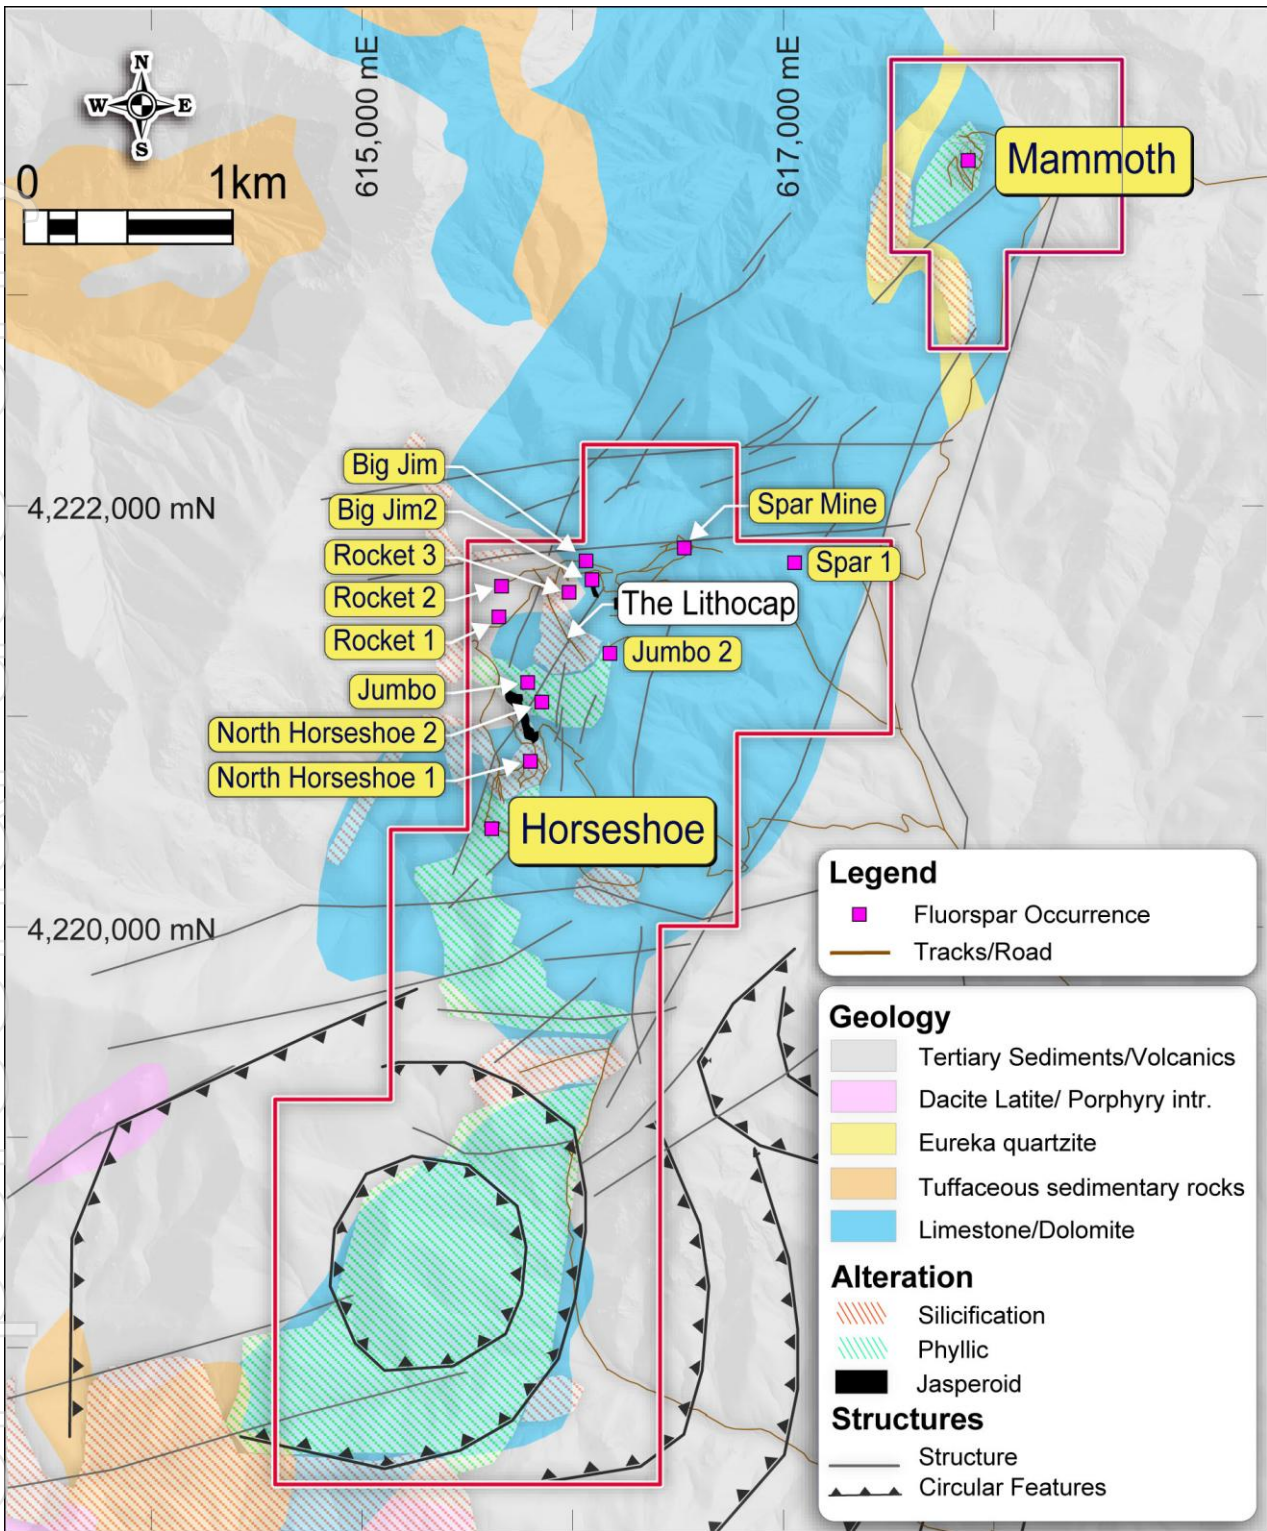 N
W E
S
0 1km
615,000 mE
617,000 mE
Mammoth
4,222,000 mN
Big Jim
Big Jim2
Rocket 3
Rocket 2
Rocket 1
Jumbo
North Horseshoe 2
North Horseshoe 1
Spar Mine
Spar 1
The Lithocap
Jumbo 2
Horseshoe
4,220,000 mN
Legend
Fluorspar Occurrence
Tracks/Road
Geology
Tertiary Sediments/Volcanics
Dacite Latite/ Porphyry intr.
Eureka quartzite
Tuffaceous sedimentary rocks
Limestone/Dolomite
Alteration
Silicification
Phyllic
Jasperoid
Structures
Structure
Circular Features